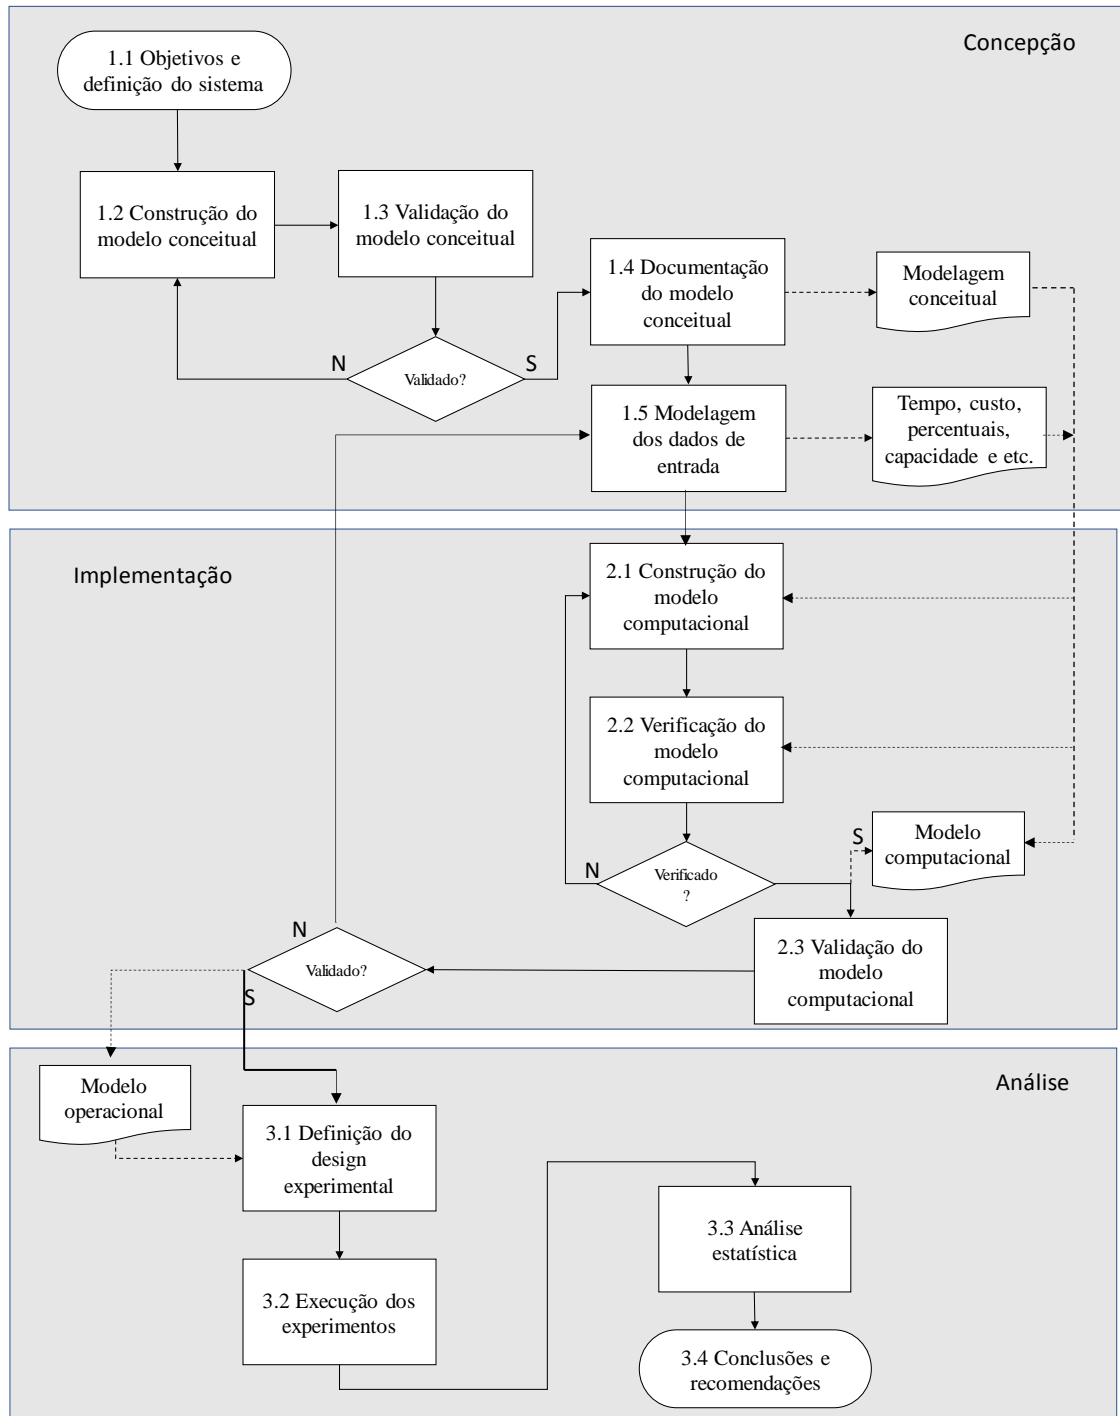 Concepção
1.1 Objetivos e
definição do sistema
1.2 Construção do
modelo conceitual
1.3 Validação do
modelo conceitual
1.4 Documentação
do modelo
conceitual
Modelagem
conceitual
N
Validado?
S
1.5 Modelagem
dos dados de
entrada
Tempo, custo,
percentuais,
capacidade e etc.
Implementação
2.1 Construção do
modelo
computacional
2.2 Verificação do
modelo
computacional
N
Verificado
?
S
Modelo
computacional
2.3 Validação do
modelo
computacional
N
Validado?
S
Análise
Modelo
operacional
3.1 Definição do
design
experimental
3.2 Execução dos
experimentos
3.3 Análise
estatística
3.4 Conclusões e
recomendações